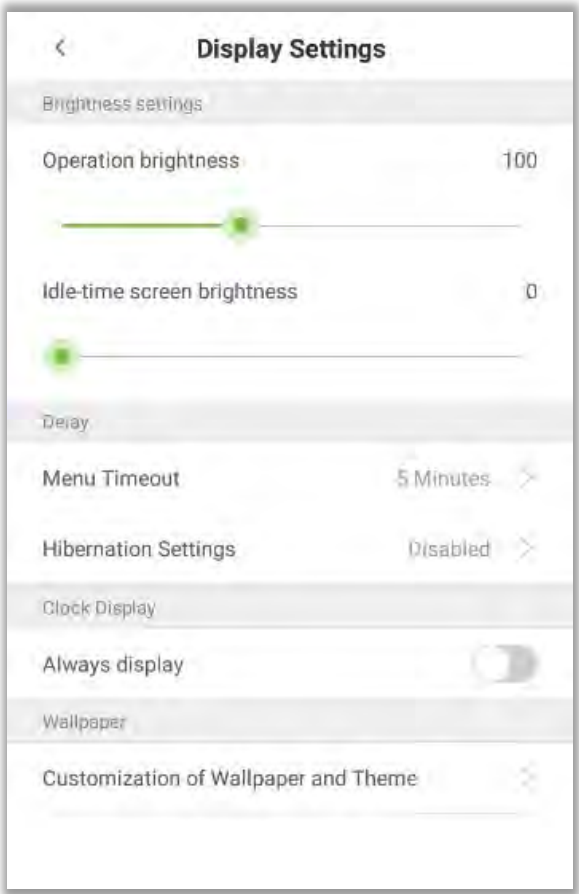 Display Settings
Brightness settings
Operation brightness 100
Idle-time screen brightness 0
Delay
Menu Timeout 5 Minutes
Hibernation Settings Disabled
Clock Display
Always display
Wallpaper
Customization of Wallpaper and Theme